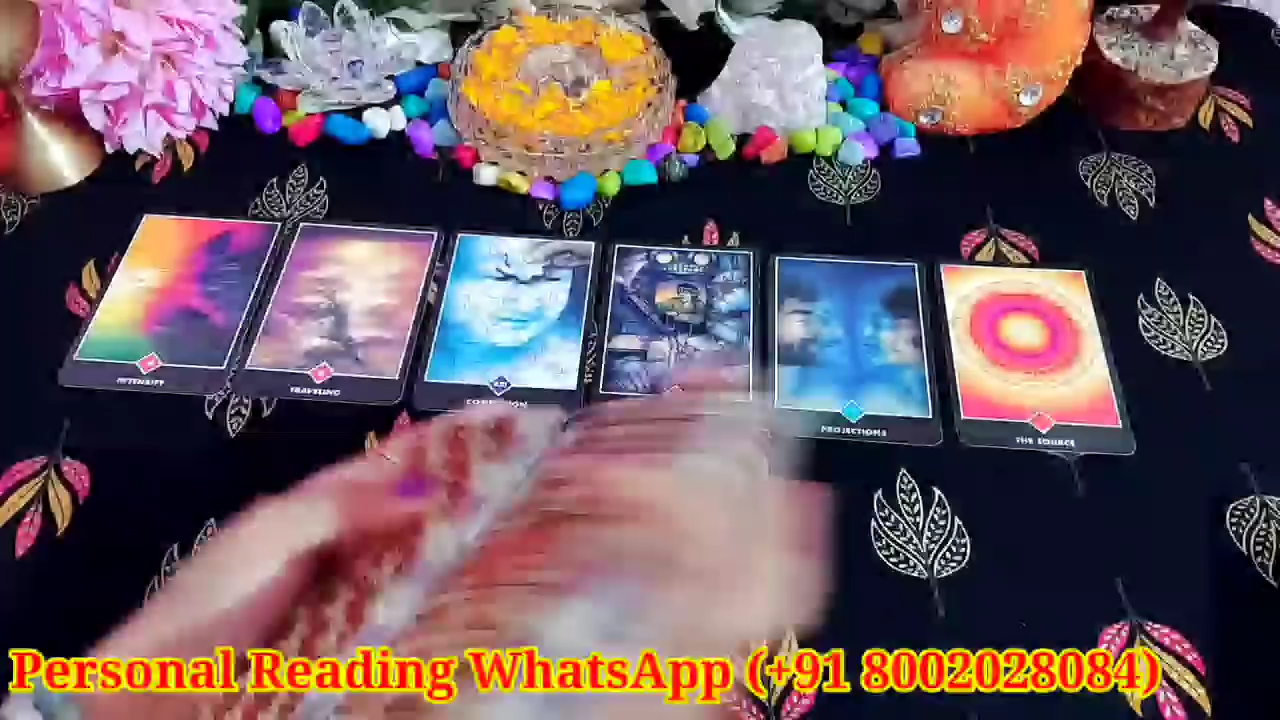 INTENSITY
TRAVELING
PROJECTIONS
THE SOURCE
Personal Reading WhatsApp (+91 8002028084)